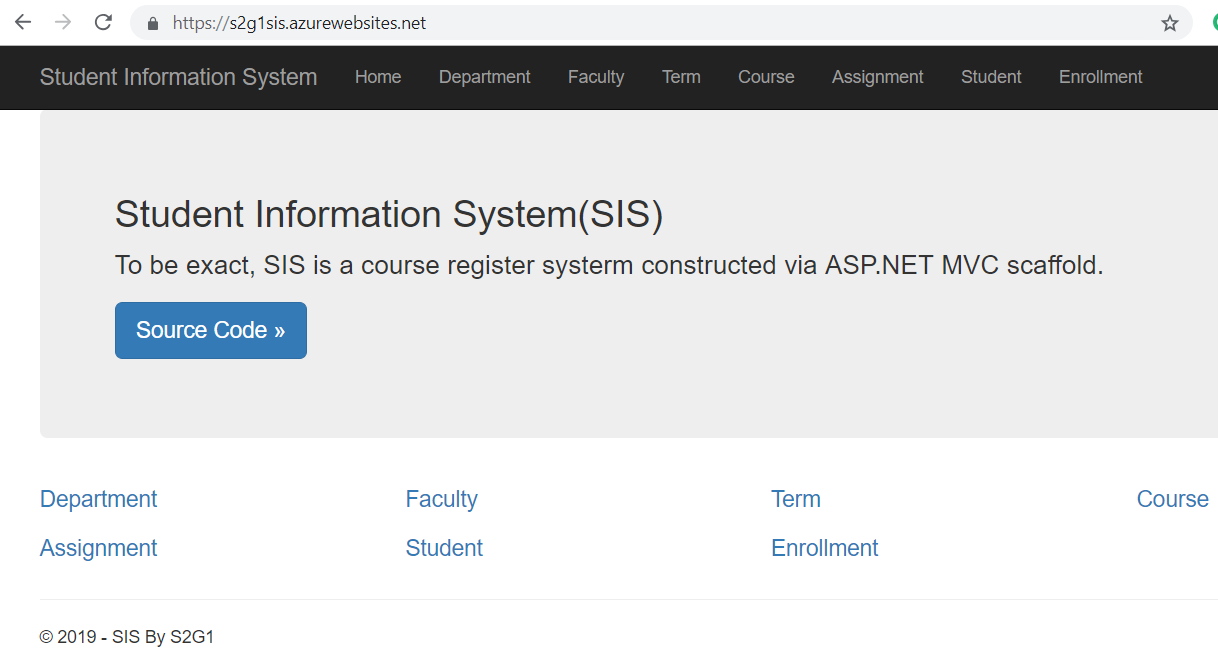 https://s2g1sis.azurewebsites.net
Student Information System Home Department Faculty Term Course Assignment Student Enrollment
Student Information System(SIS)
To be exact, SIS is a course register systerm constructed via ASP.NET MVC scaffold.
Source Code »
Department Faculty Term Course
Assignment Student Enrollment
© 2019 - SIS By S2G1